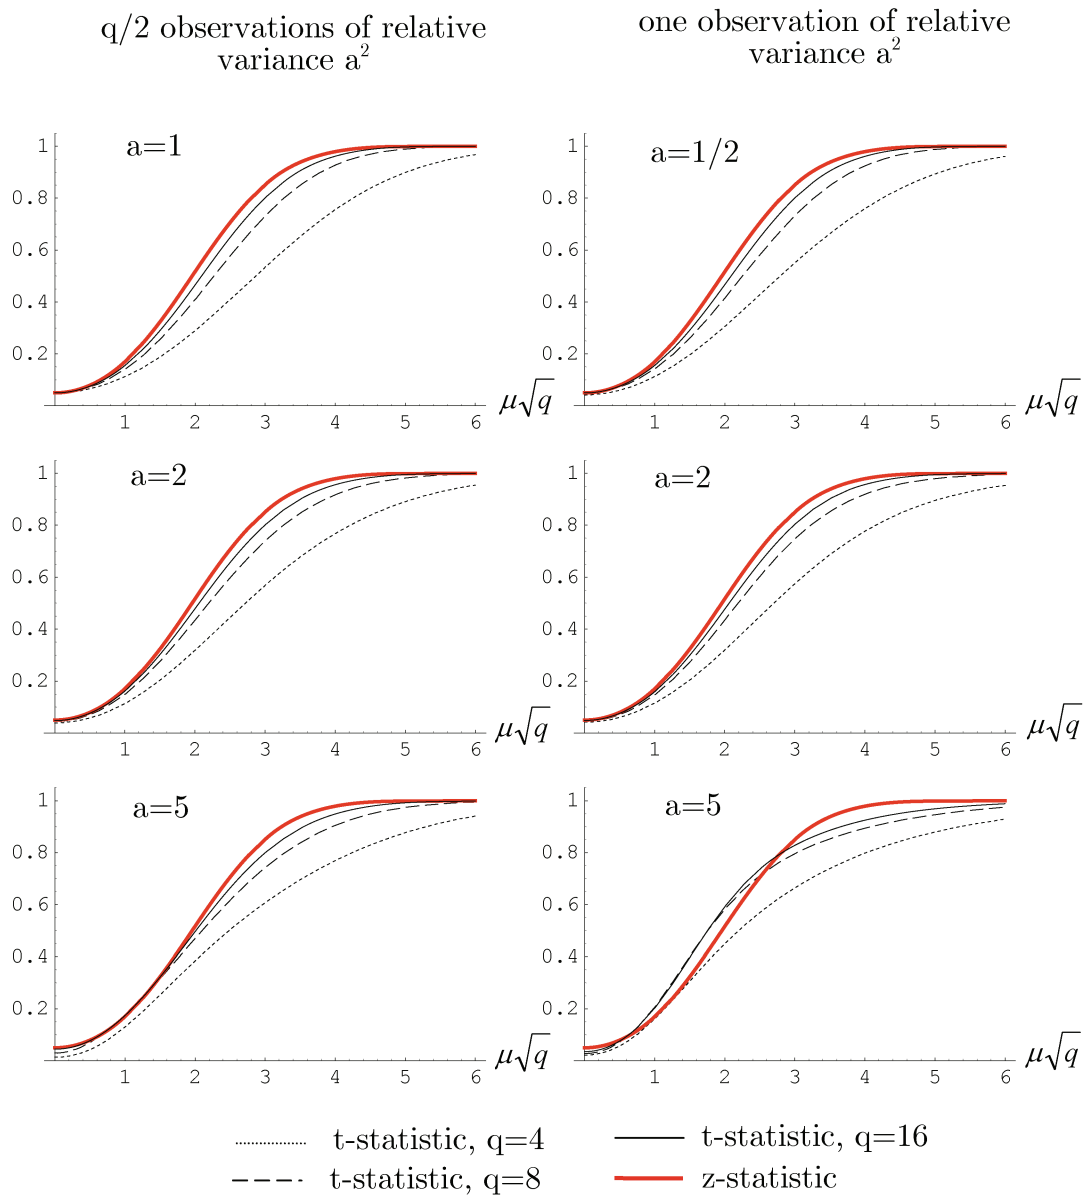 q/2 observations of relative
variance a²
one observation of relative
variance a²
a=1
1
0.8
0.6
0.4
0.2
1 2 3 4 5 6
μ√q
a=1/2
1
0.8
0.6
0.4
0.2
1 2 3 4 5 6
μ√q
a=2
1
0.8
0.6
0.4
0.2
1 2 3 4 5 6
μ√q
a=2
1
0.8
0.6
0.4
0.2
1 2 3 4 5 6
μ√q
a=5
1
0.8
0.6
0.4
0.2
1 2 3 4 5 6
μ√q
a=5
1
0.8
0.6
0.4
0.2
1 2 3 4 5 6
μ√q
t-statistic, q=4
t-statistic, q=16
t-statistic, q=8
z-statistic